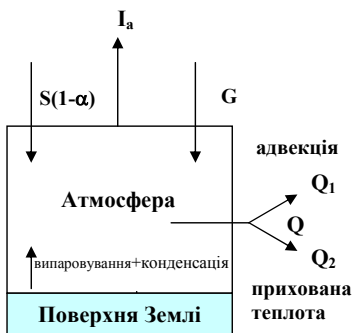 Iₐ
S(1-α)
G
адвекція
Q₁
Атмосфера
Q
Q₂
випаровування+конденсація
прихована
теплота
Поверхня Землі